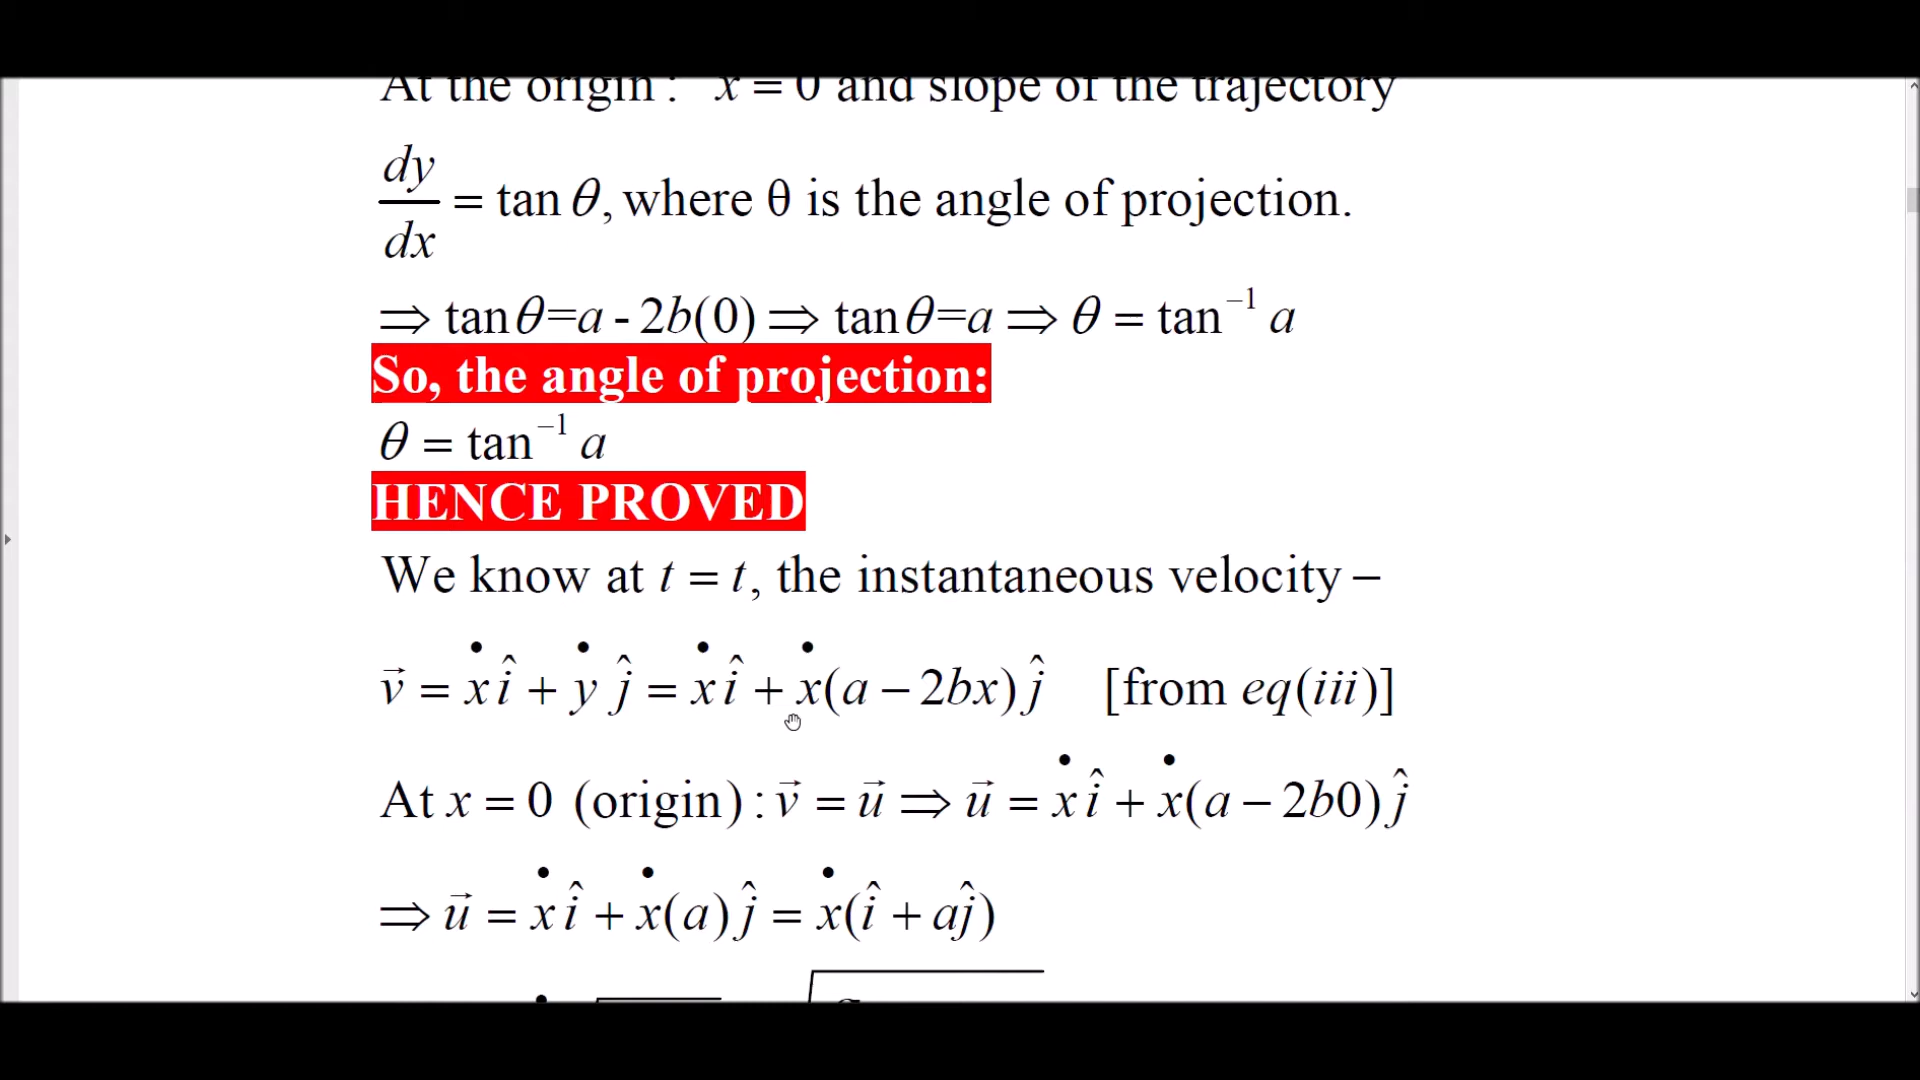 At the origin : x = 0 and slope of the trajectory
dy/dx = tan θ, where θ is the angle of projection.
⇒ tan θ=a - 2b(0) ⇒ tan θ=a ⇒ θ = tan⁻¹ a
So, the angle of projection:
θ = tan⁻¹ a
HENCE PROVED
We know at t = t, the instantaneous velocity –
v⃗ = ẋ î + ẏ ĵ = ẋ î + ẋ(a − 2bx) ĵ [from eq(iii)]
At x = 0 (origin) : v⃗ = u⃗ ⇒ u⃗ = ẋ î + ẋ(a − 2b0) ĵ
⇒ u⃗ = ẋ î + ẋ(a) ĵ = ẋ(î + aĵ)